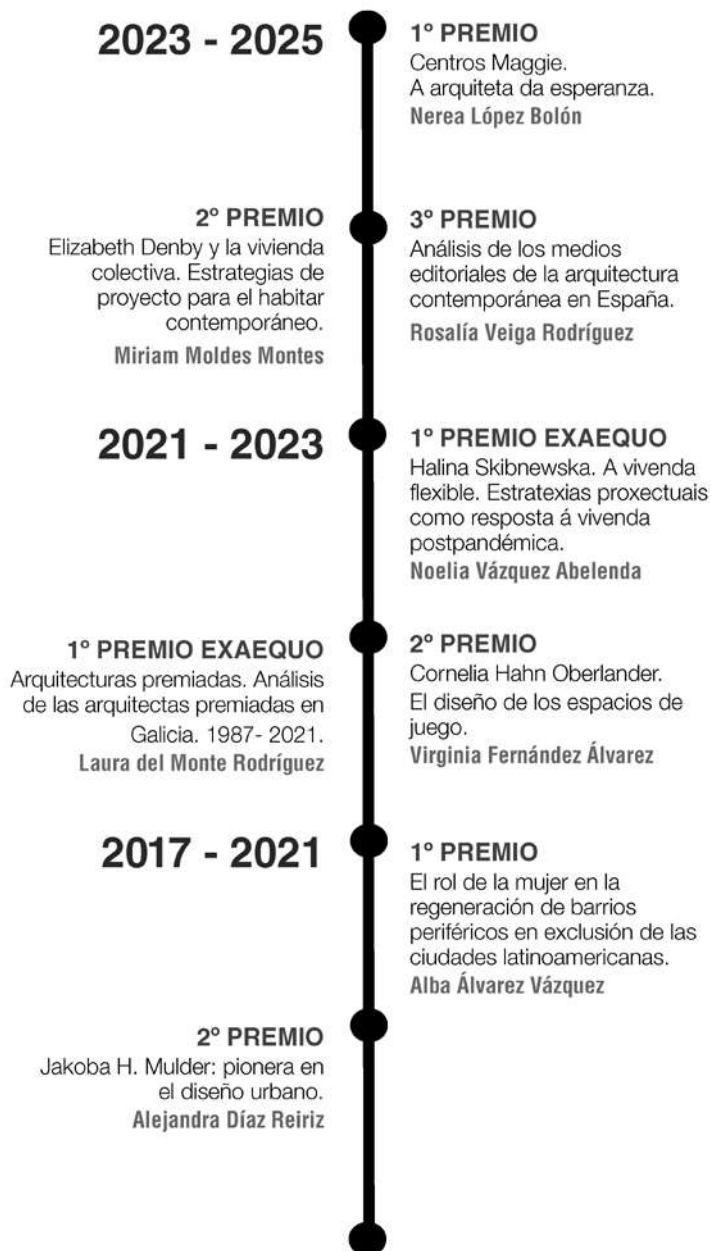 2023 - 2025
1º PREMIO
Centros Maggie.
A arquiteta da esperanza.
Nerea López Bolón
2º PREMIO
Elizabeth Denby y la vivienda
colectiva. Estrategias de
proyecto para el habitar
contemporáneo.
Miriam Moldes Montes
3º PREMIO
Análisis de los medios
editoriales de la arquitectura
contemporánea en España.
Rosalía Veiga Rodríguez
2021 - 2023
1º PREMIO EXAEQUO
Halina Skibnewska. A vivenda
flexible. Estratexias proxectuais
como resposta á vivenda
postpandémica.
Noelia Vázquez Abelenda
1º PREMIO EXAEQUO
Arquitecturas premiadas. Análisis
de las arquitectas premiadas en
Galicia. 1987- 2021.
Laura del Monte Rodríguez
2º PREMIO
Cornelia Hahn Oberlander.
El diseño de los espacios de
juego.
Virginia Fernández Álvarez
2017 - 2021
1º PREMIO
El rol de la mujer en la
regeneración de barrios
periféricos en exclusión de las
ciudades latinoamericanas.
Alba Álvarez Vázquez
2º PREMIO
Jakoba H. Mulder: pionera en
el diseño urbano.
Alejandra Díaz Reiriz